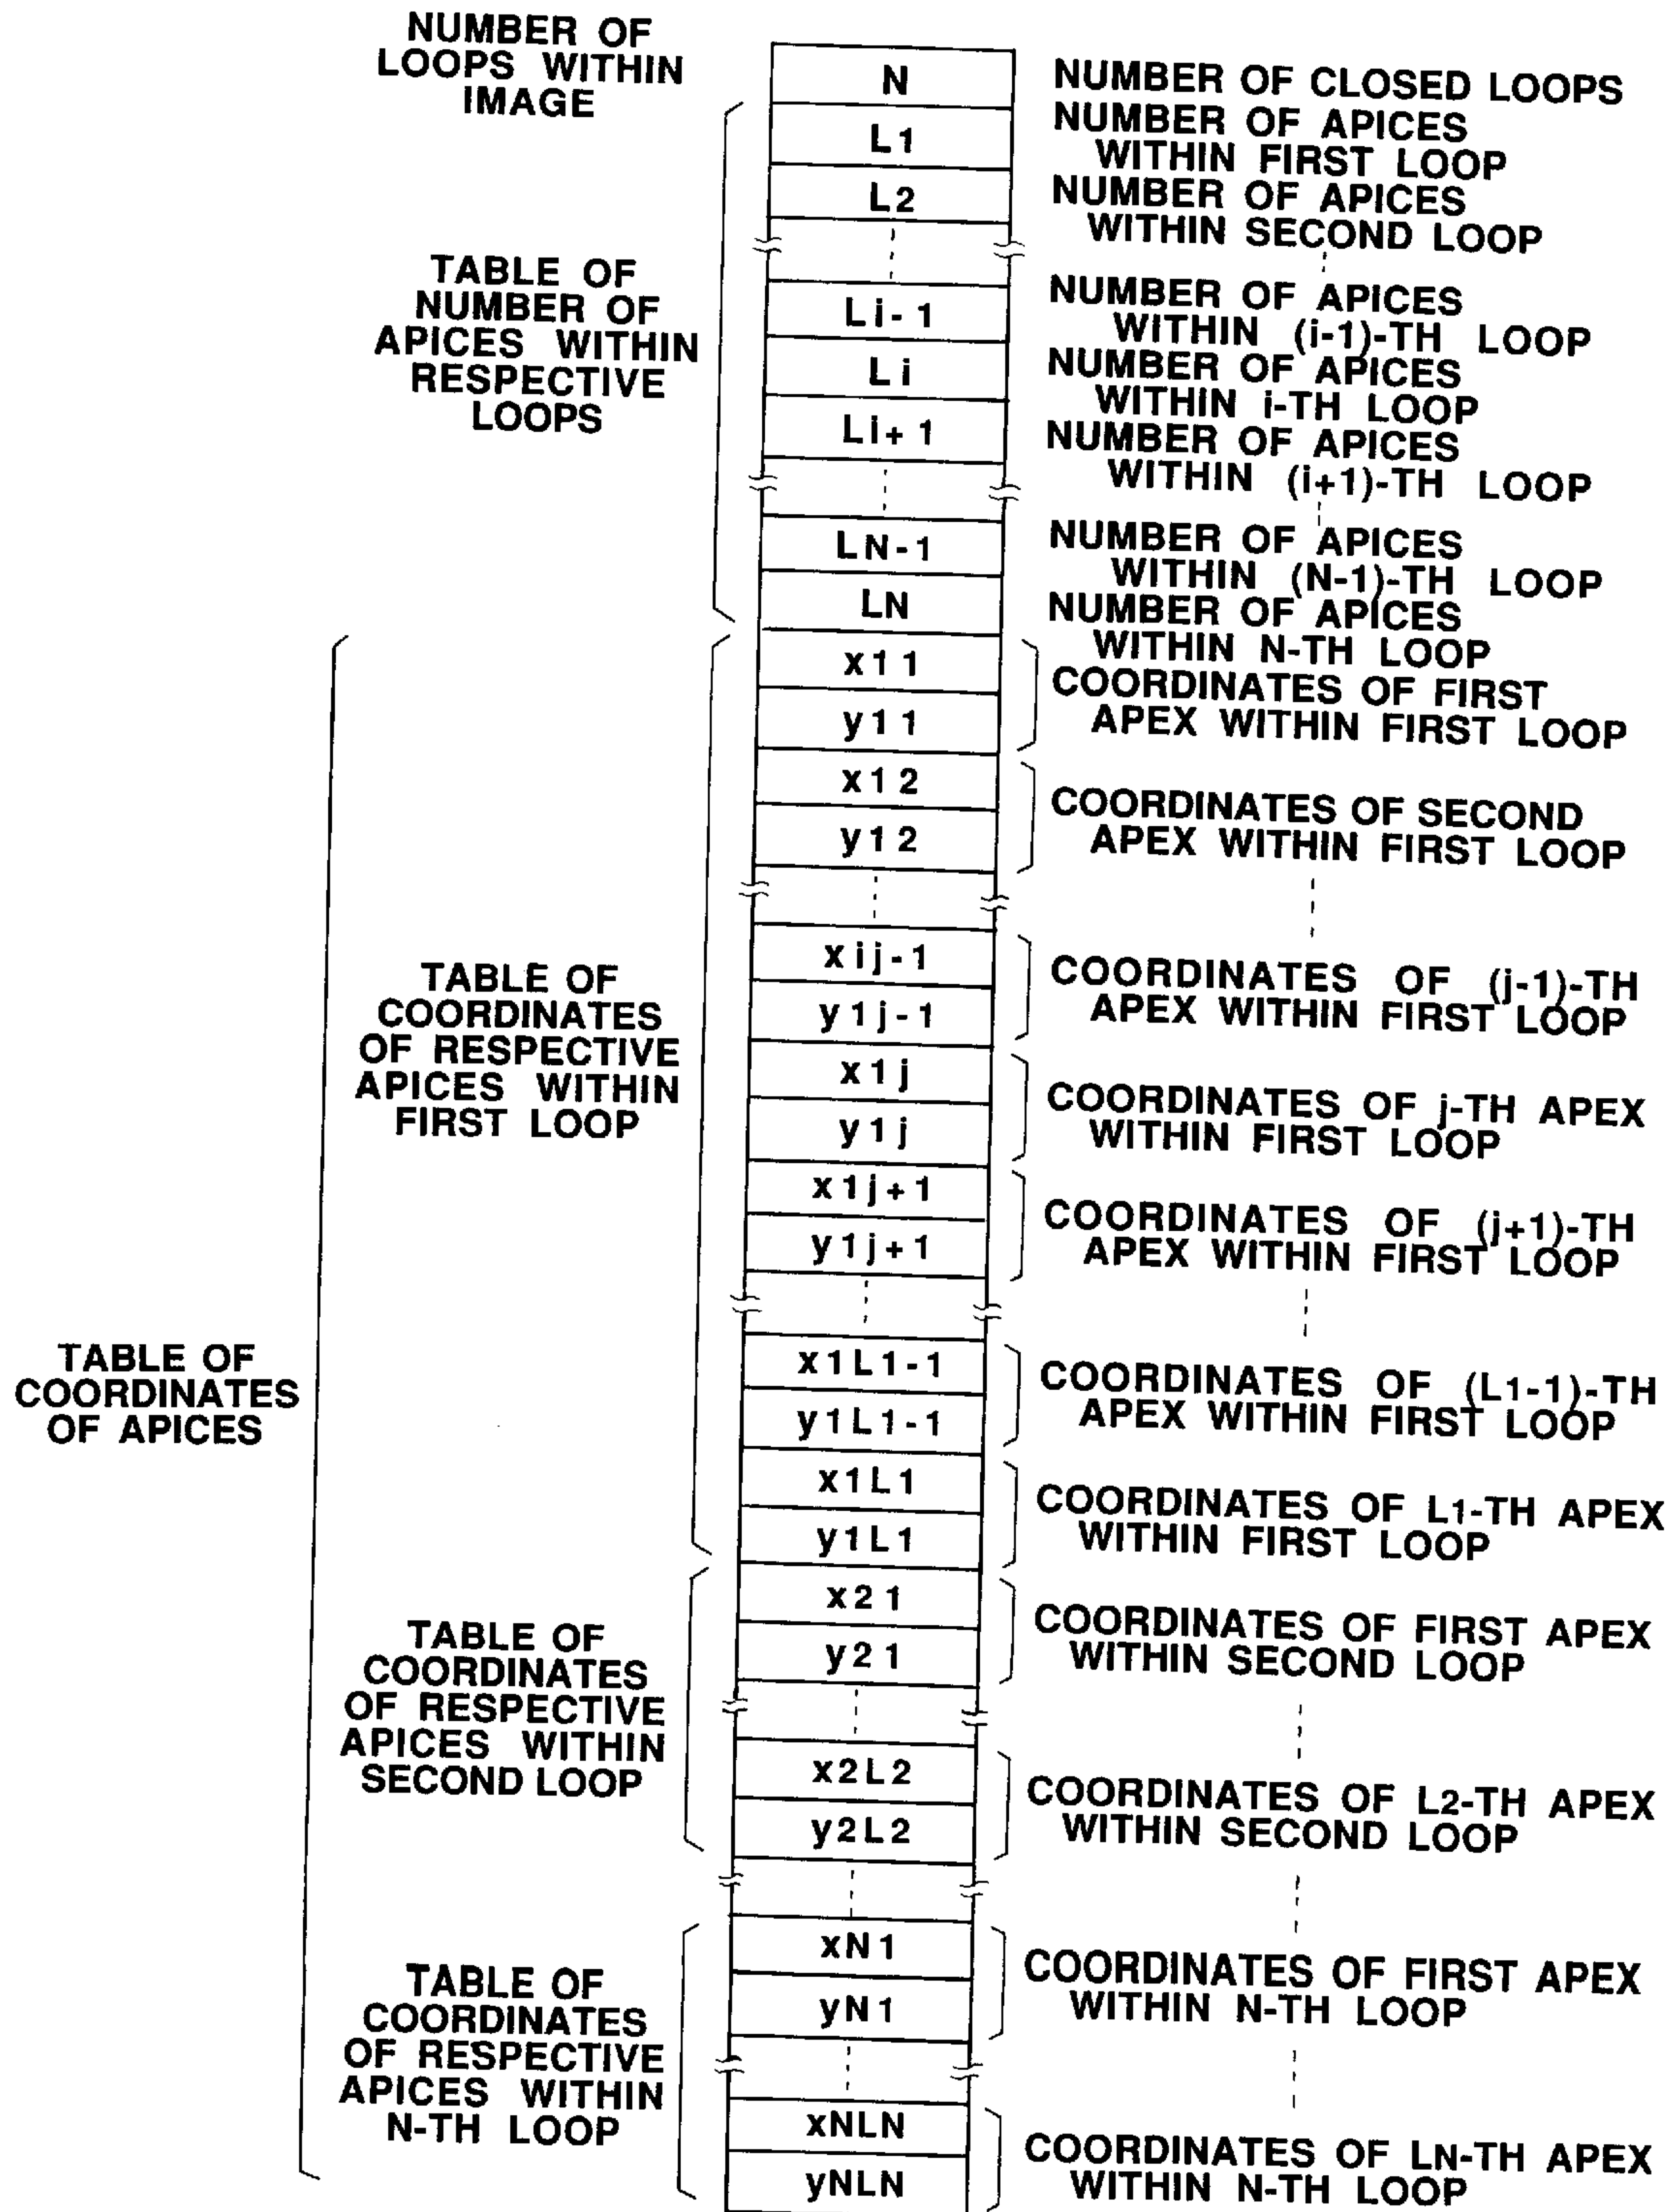 NUMBER OF
LOOPS WITHIN
IMAGE
N
NUMBER OF CLOSED LOOPS
TABLE OF
NUMBER OF
APICES WITHIN
RESPECTIVE
LOOPS
L1
NUMBER OF APICES
WITHIN FIRST LOOP
L2
NUMBER OF APICES
WITHIN SECOND LOOP
Li-1
NUMBER OF APICES
WITHIN (i-1)-TH LOOP
Li
NUMBER OF APICES
WITHIN i-TH LOOP
Li+1
NUMBER OF APICES
WITHIN (i+1)-TH LOOP
LN-1
NUMBER OF APICES
WITHIN (N-1)-TH LOOP
LN
NUMBER OF APICES
WITHIN N-TH LOOP
TABLE OF
COORDINATES
OF APICES
TABLE OF
COORDINATES
OF RESPECTIVE
APICES WITHIN
FIRST LOOP
x11
y11
COORDINATES OF FIRST
APEX WITHIN FIRST LOOP
x12
y12
COORDINATES OF SECOND
APEX WITHIN FIRST LOOP
xij-1
y1j-1
COORDINATES OF (j-1)-TH
APEX WITHIN FIRST LOOP
x1j
y1j
COORDINATES OF j-TH APEX
WITHIN FIRST LOOP
x1j+1
y1j+1
COORDINATES OF (j+1)-TH
APEX WITHIN FIRST LOOP
x1L1-1
y1L1-1
COORDINATES OF (L1-1)-TH
APEX WITHIN FIRST LOOP
x1L1
y1L1
COORDINATES OF L1-TH APEX
WITHIN FIRST LOOP
TABLE OF
COORDINATES
OF RESPECTIVE
APICES WITHIN
SECOND LOOP
x21
y21
COORDINATES OF FIRST APEX
WITHIN SECOND LOOP
x2L2
y2L2
COORDINATES OF L2-TH APEX
WITHIN SECOND LOOP
TABLE OF
COORDINATES
OF RESPECTIVE
APICES WITHIN
N-TH LOOP
xN1
yN1
COORDINATES OF FIRST APEX
WITHIN N-TH LOOP
xNLN
yNLN
COORDINATES OF LN-TH APEX
WITHIN N-TH LOOP